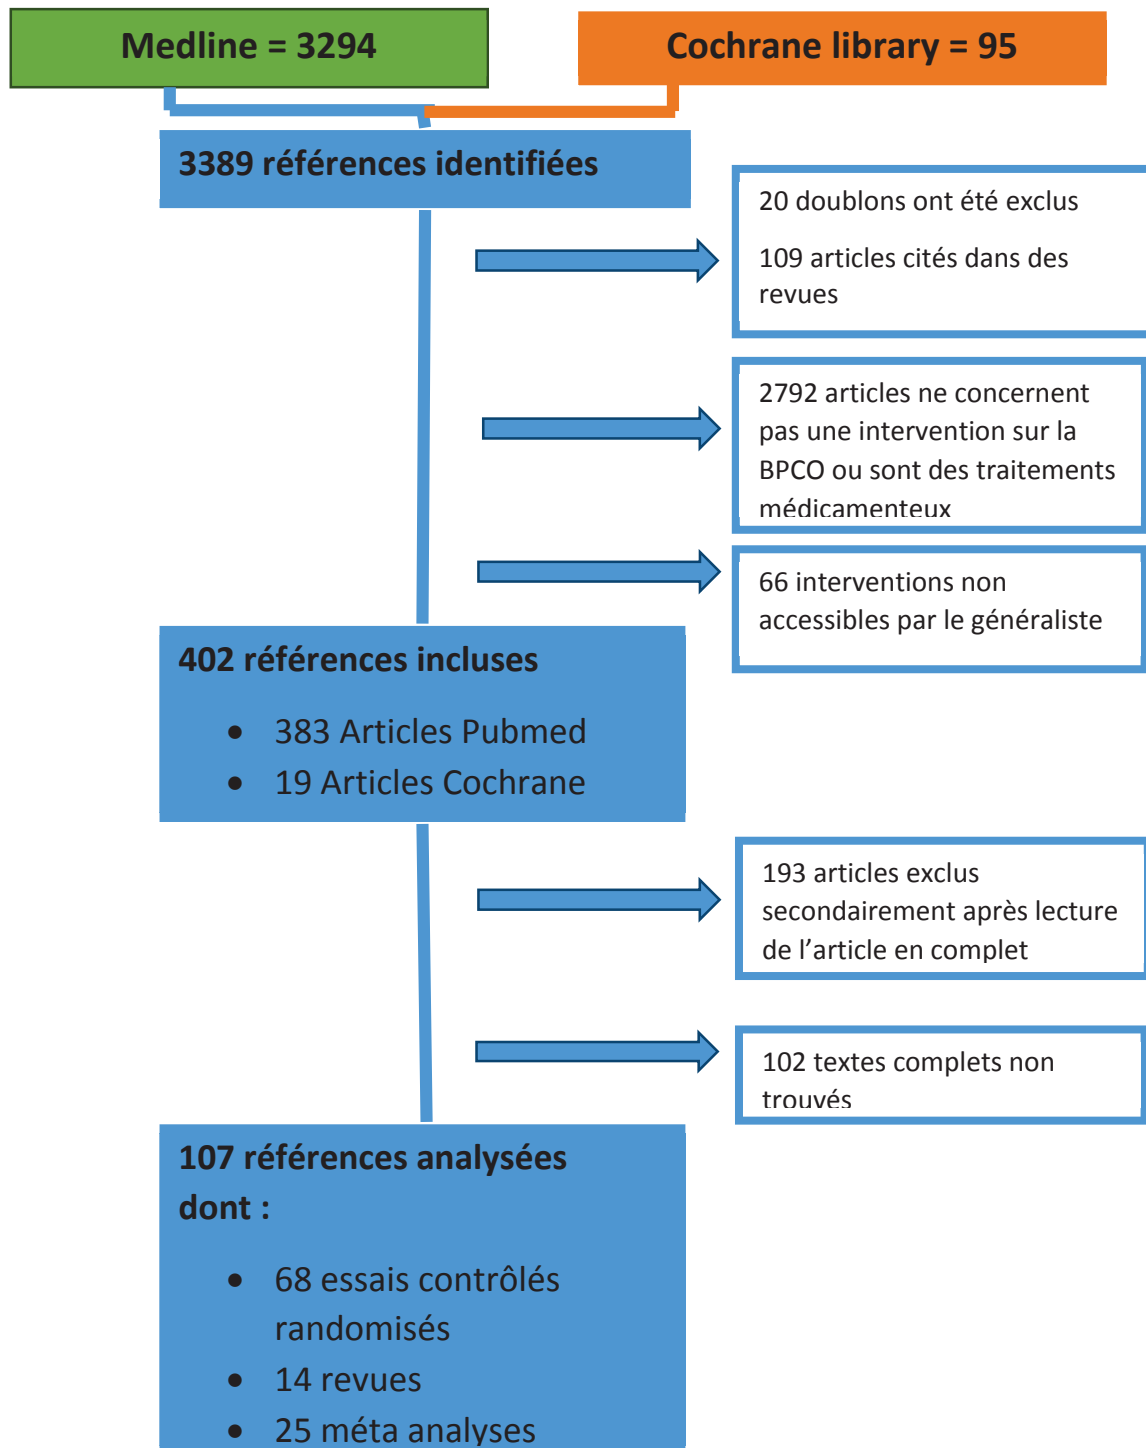 Medline = 3294
Cochrane library = 95
3389 références identifiées
20 doublons ont été exclus
109 articles cités dans des
revues
2792 articles ne concernent
pas une intervention sur la
BPCO ou sont des traitements
médicamenteux
66 interventions non
accessibles par le généraliste
402 références incluses
• 383 Articles Pubmed
• 19 Articles Cochrane
193 articles exclus
secondairement après lecture
de l’article en complet
102 textes complets non
trouvés
107 références analysées
dont :
• 68 essais contrôlés
randomisés
• 14 revues
• 25 méta analyses